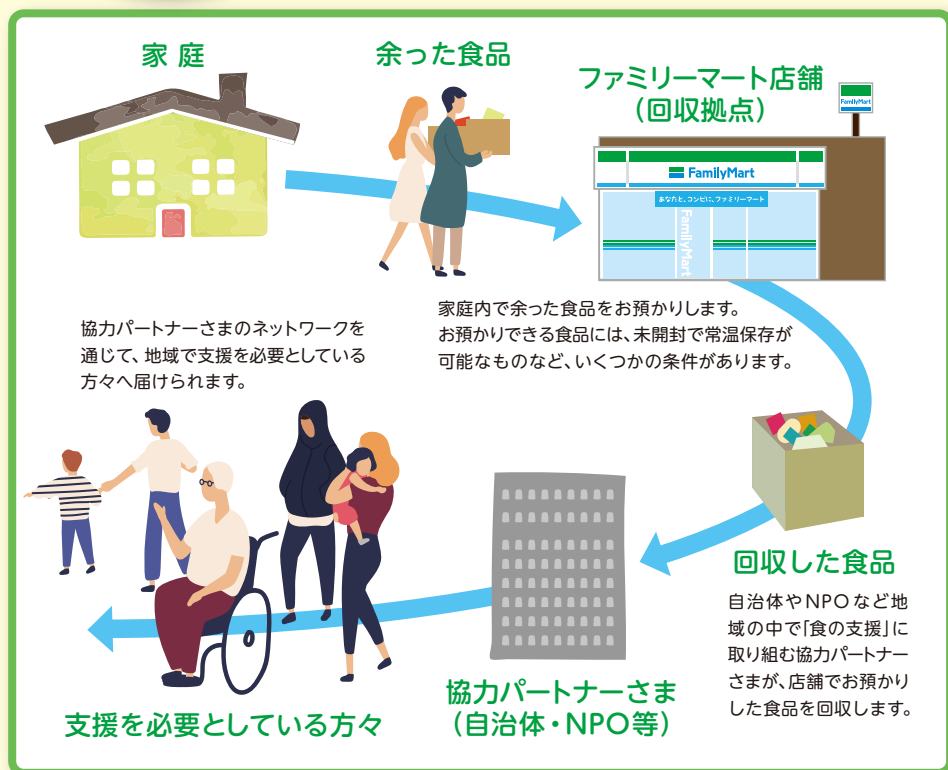 家庭
余った食品
ファミリーマート店舗
（回収拠点）
FamilyMart
FamilyMart
あなたと、コンビに、ファミリーマート
FamilyMart
家庭内で余った食品をお預かりします。
お預かりできる食品には、未開封で常温保存が
可能なものなど、いくつかの条件があります。
回収した食品
自治体やNPOなど地
域の中で「食の支援」に
取り組む協力パートナー
さまが、店舗でお預かり
した食品を回収します。
協力パートナーさま
（自治体・NPO等）
協力パートナーさまのネットワークを
通じて、地域で支援を必要としている
方々へ届けられます。
支援を必要としている方々